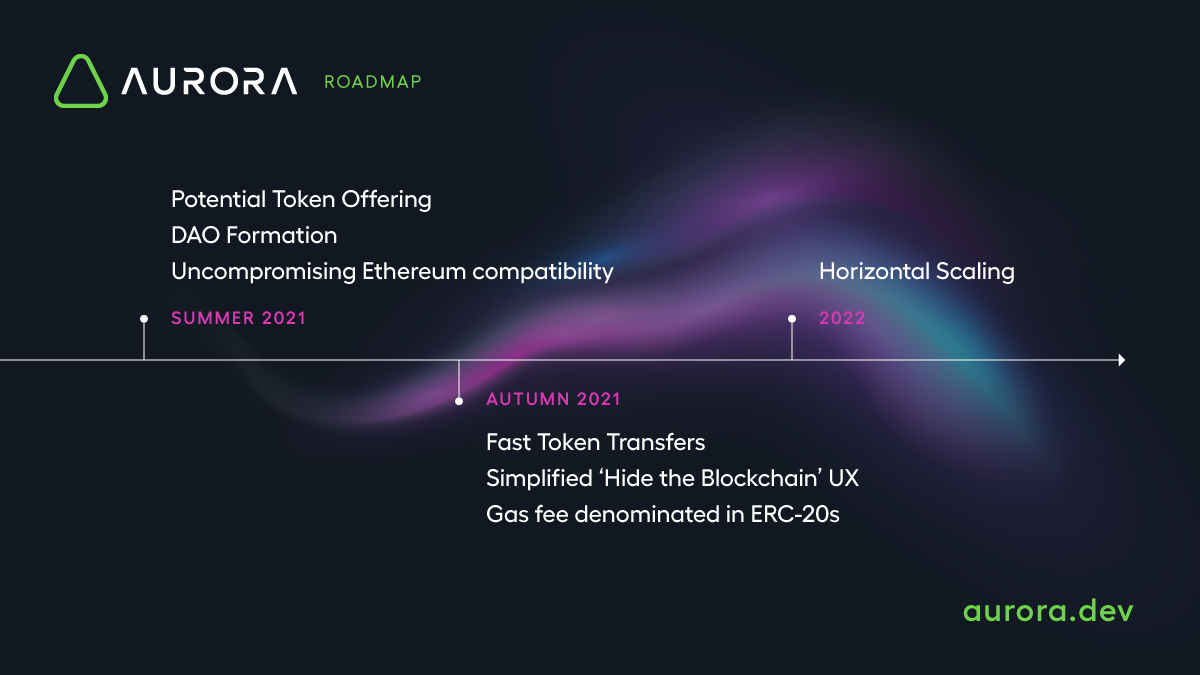 AURORA ROADMAP
Potential Token Offering
DAO Formation
Uncompromising Ethereum compatibility
SUMMER 2021
AUTUMN 2021
Fast Token Transfers
Simplified ‘Hide the Blockchain’ UX
Gas fee denominated in ERC-20s
Horizontal Scaling
2022
aurora.dev